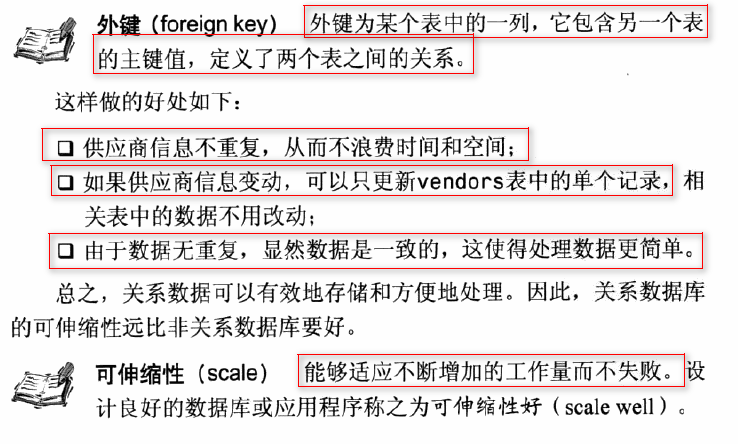 外键（foreign key） 外键为某个表中的一列，它包含另一个表
的主键值，定义了两个表之间的关系。
这样做的好处如下：
❑ 供应商信息不重复，从而不浪费时间和空间；
❑ 如果供应商信息变动，可以只更新vendors表中的单个记录，相
关表中的数据不用改动；
❑ 由于数据无重复，显然数据是一致的，这使得处理数据更简单。
总之，关系数据可以有效地存储和方便地处理。因此，关系数据库
的可伸缩性远比非关系数据库要好。
可伸缩性（scale） 能够适应不断增加的工作量而不失败。设
计良好的数据库或应用程序称之为可伸缩性好（scale well）。